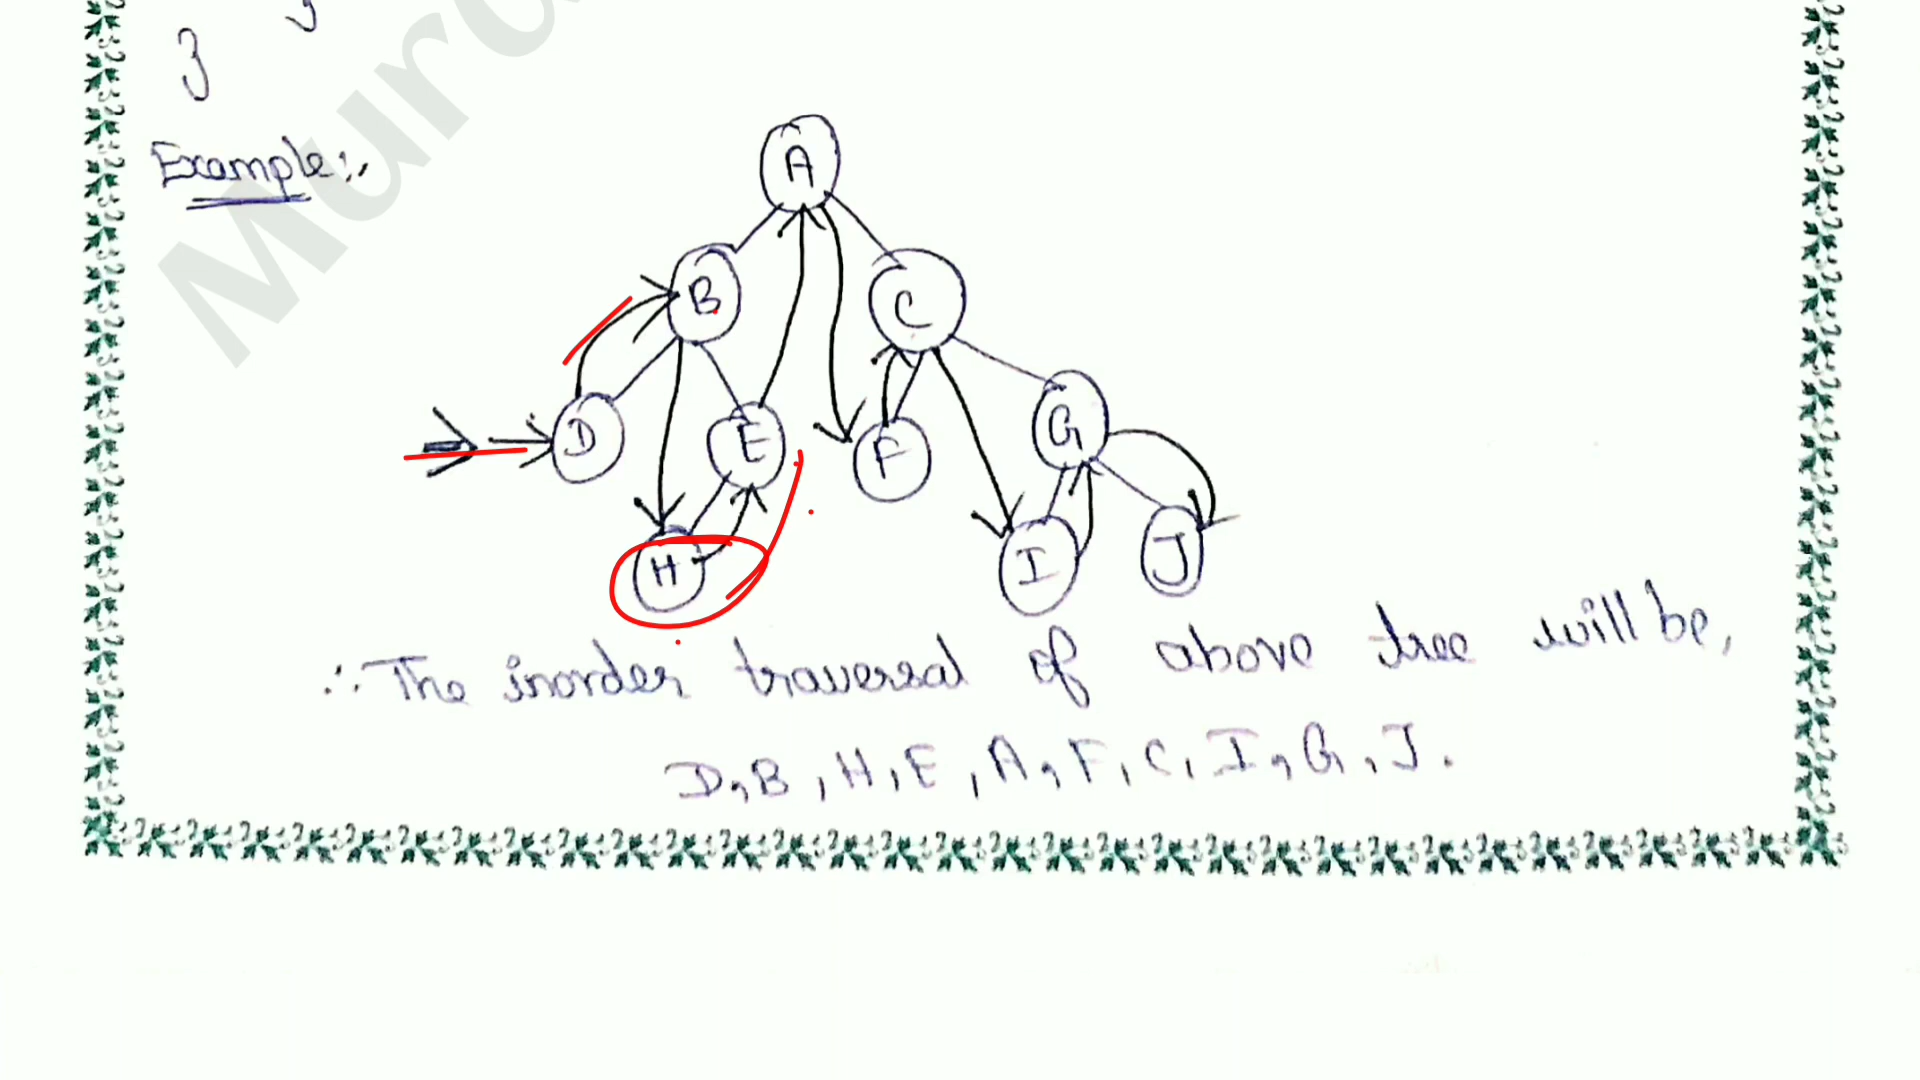 }
}
Example:-
A
B C
D E F G
H I J
∴ The inorder traversal of above tree will be,
D, B, H, E, A, F, C, I, G, J.